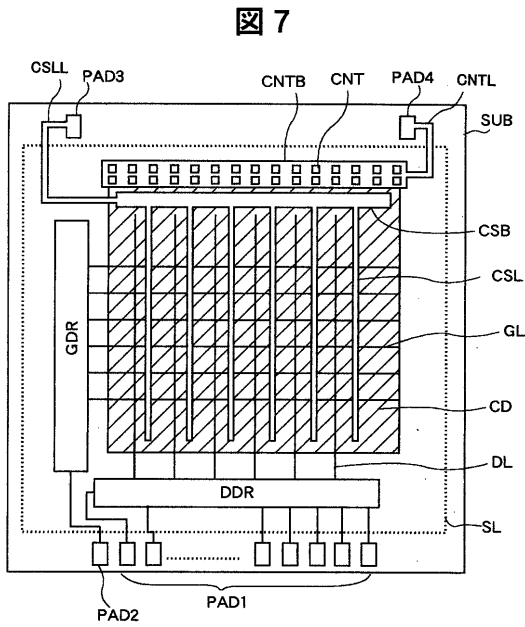 図7
CSLL
PAD3
CNTB
CNT
PAD4
CNTL
SUB
CSB
CSL
GDR
GL
CD
DL
DDR
SL
PAD2
PAD1